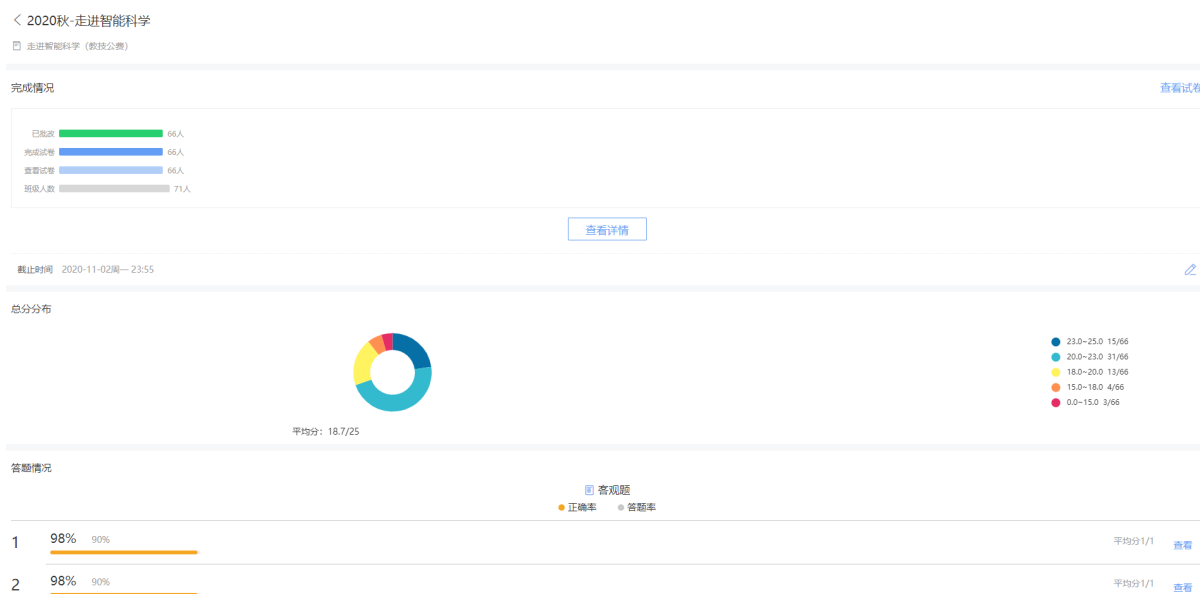 2020秋-走进智能科学
走进智能科学（教技公费）
完成情况
查看试卷
已批改 66人
完成试卷 66人
查看试卷 66人
班级人数 71人
查看详情
截止时间 2020-11-02周一 23:55
总分分布
23.0~25.0 15/66
20.0~23.0 31/66
18.0~20.0 13/66
15.0~18.0 4/66
0.0~15.0 3/66
平均分：18.7/25
答题情况
客观题
正确率 答题率
1 98% 90% 平均分1/1 查看
2 98% 90% 平均分1/1 查看